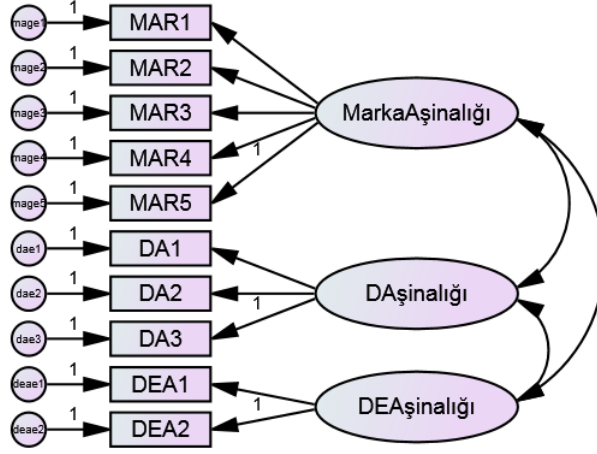 mage1 1 MAR1
mage2 1 MAR2
mage3 1 MAR3
mage4 1 MAR4
mage5 1 MAR5
1
MarkaAşinalığı
dae1 1 DA1
dae2 1 DA2
dae3 1 DA3
1
DAşinalığı
deae1 1 DEA1
deae2 1 DEA2
1
DEAşinalığı